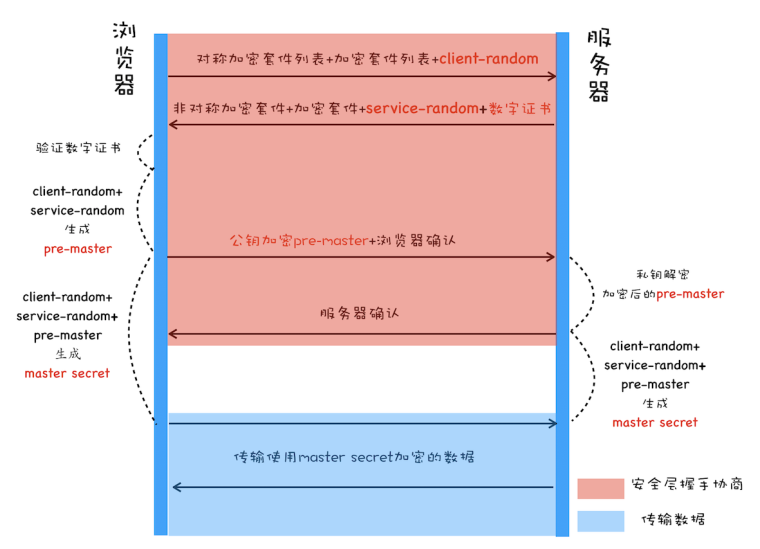 浏览器
服务器
对称加密套件列表+加密套件列表+client-random
非对称加密套件+加密套件+service-random+数字证书
验证数字证书
client-random+
service-random
生成
pre-master
公钥加密pre-master+浏览器确认
私钥解密
加密后的pre-master
client-random+
service-random+
pre-master
生成
master secret
服务器确认
client-random+
service-random+
pre-master
生成
master secret
传输使用master secret加密的数据
安全层握手协商
传输数据